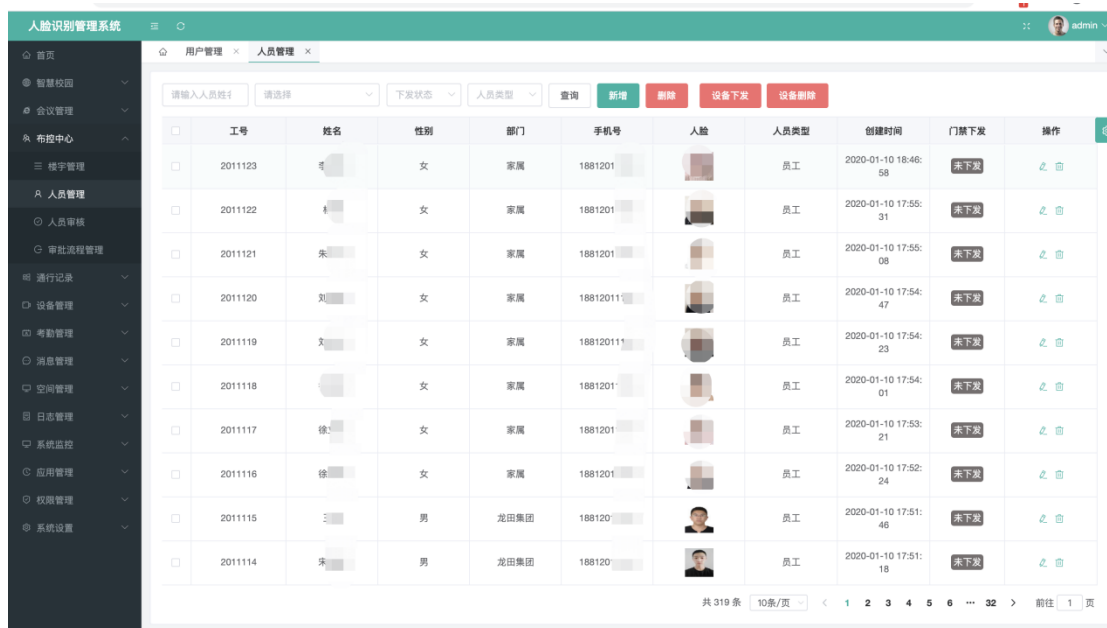 人脸识别管理系统
admin
首页
智慧校园
会议管理
布控中心
楼宇管理
人员管理
人员审核
审批流程管理
通行记录
设备管理
考勤管理
消息管理
空间管理
日志管理
系统监控
应用管理
权限管理
系统设置
用户管理 × 人员管理 ×
请输入人员姓名 请选择 下发状态 人员类型 查询 新增 删除 设备下发 设备删除
工号 姓名 性别 部门 手机号 人脸 人员类型 创建时间 门禁下发 操作
2011123 女 家属 1881201 员工 2020-01-10 18:46:58 未下发
2011122 女 家属 1881201 员工 2020-01-10 17:55:31 未下发
2011121 朱 女 家属 1881201 员工 2020-01-10 17:55:08 未下发
2011120 刘 女 家属 18812011 员工 2020-01-10 17:54:47 未下发
2011119 女 家属 18812011 员工 2020-01-10 17:54:23 未下发
2011118 女 家属 1881201 员工 2020-01-10 17:54:01 未下发
2011117 徐 女 家属 1881201 员工 2020-01-10 17:53:21 未下发
2011116 徐 女 家属 1881201 员工 2020-01-10 17:52:24 未下发
2011115 男 龙田集团 188120 员工 2020-01-10 17:51:46 未下发
2011114 宋 男 龙田集团 188120 员工 2020-01-10 17:51:18 未下发
共 319 条 10条/页 < 1 2 3 4 5 6 ··· 32 > 前往 1 页